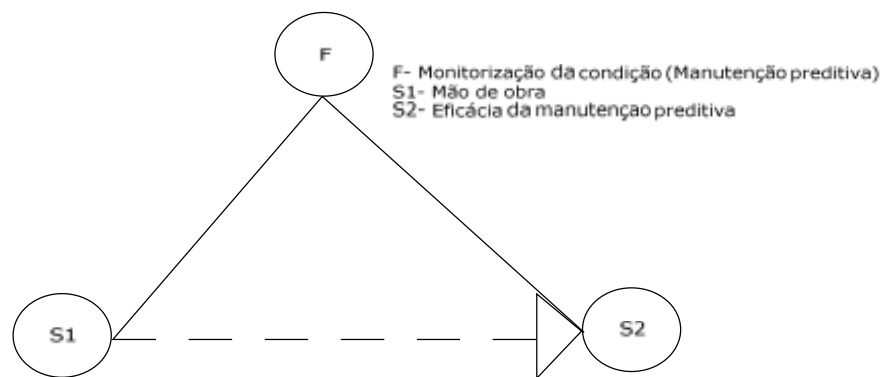 F
F- Monitorização da condição (Manutenção preditiva)
S1- Mão de obra
S2- Eficácia da manutençao preditiva
S1
S2